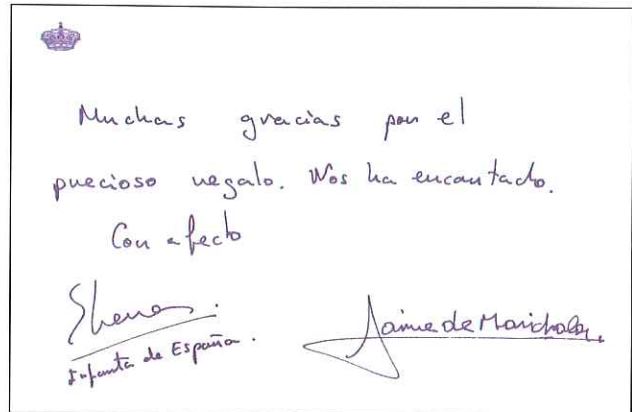 Muchas gracias por el
precioso regalo. Nos ha encantado.
Con afecto
Elena.
Infanta de España.
Jaime de Marichalar.